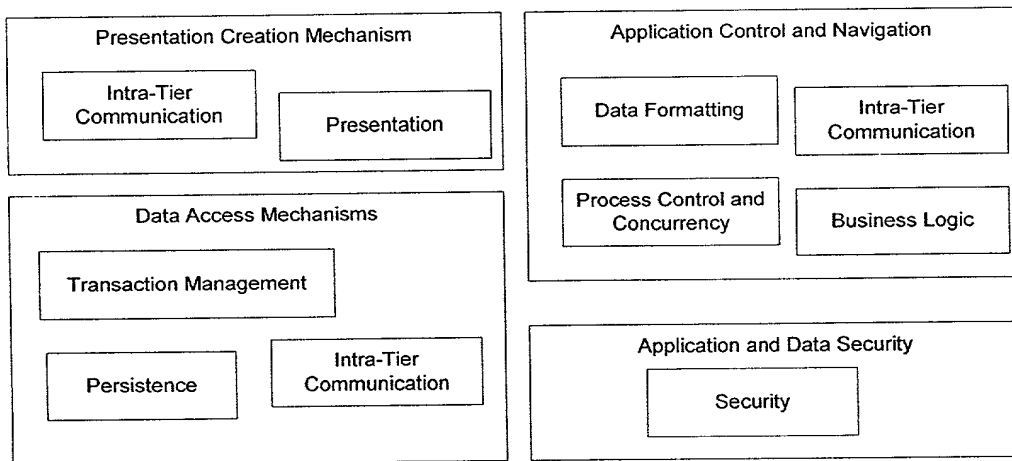 Presentation Creation Mechanism
Intra-Tier
Communication
Presentation
Application Control and Navigation
Data Formatting
Intra-Tier
Communication
Process Control and
Concurrency
Business Logic
Data Access Mechanisms
Transaction Management
Persistence
Intra-Tier
Communication
Application and Data Security
Security